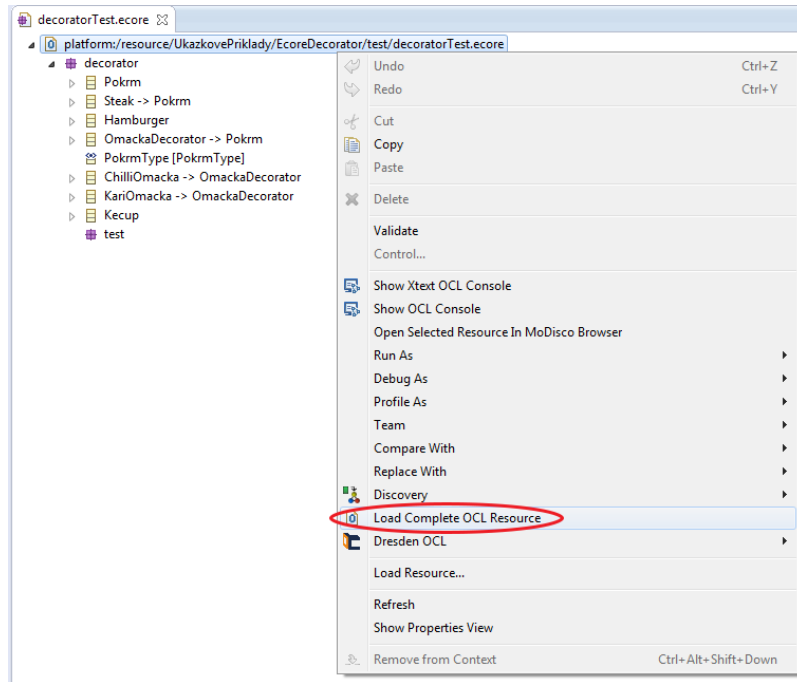 decoratorTest.ecore
platform:/resource/UkazkovePriklady/EcoreDecorator/test/decoratorTest.ecore
decorator
Pokrm
Steak -> Pokrm
Hamburger
OmackaDecorator -> Pokrm
PokrmType [PokrmType]
ChilliOmacka -> OmackaDecorator
KariOmacka -> OmackaDecorator
Kecup
test
Undo Ctrl+Z
Redo Ctrl+Y
Cut
Copy
Paste
Delete
Validate
Control...
Show Xtext OCL Console
Show OCL Console
Open Selected Resource In MoDisco Browser
Run As
Debug As
Profile As
Team
Compare With
Replace With
Discovery
Load Complete OCL Resource
Dresden OCL
Load Resource...
Refresh
Show Properties View
Remove from Context Ctrl+Alt+Shift+Down